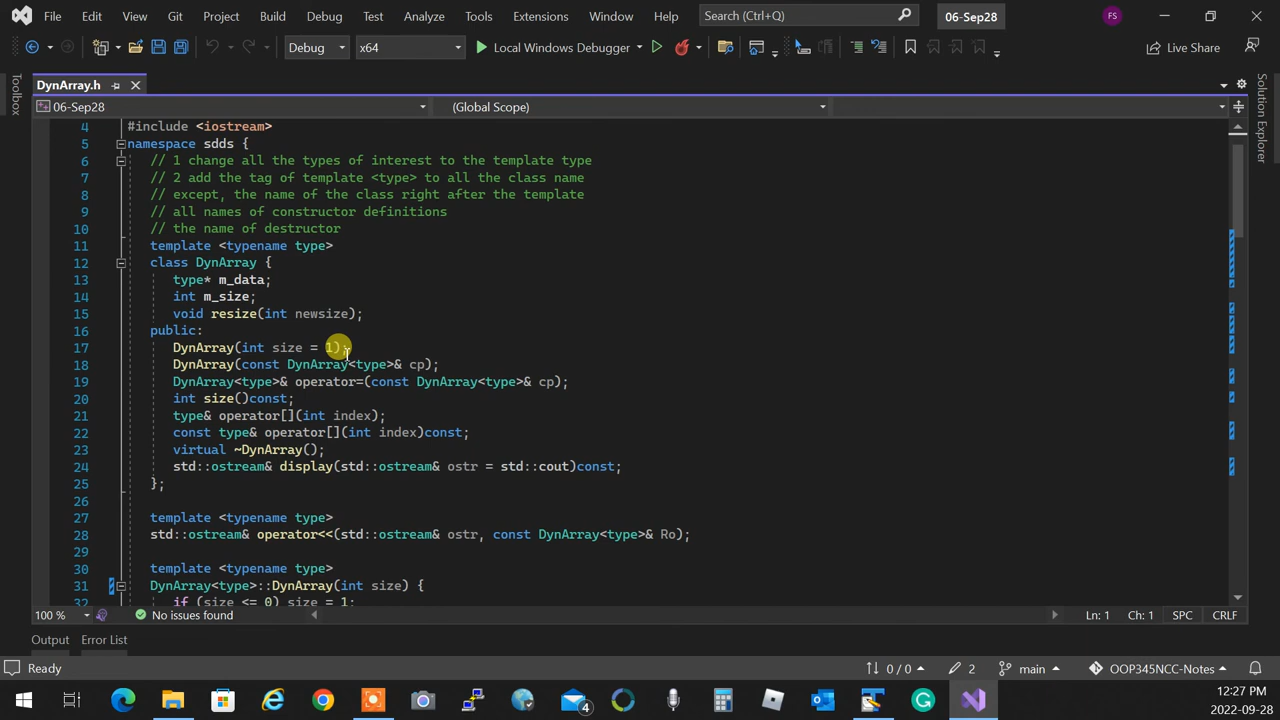 File Edit View Git Project Build Debug Test Analyze Tools Extensions Window Help Search (Ctrl+Q) 06-Sep28 FS
Debug x64 Local Windows Debugger Live Share
Toolbox
DynArray.h
06-Sep28 (Global Scope)
Solution Explorer
4 #include <iostream>
5 namespace sdds {
6 // 1 change all the types of interest to the template type
7 // 2 add the tag of template <type> to all the class name
8 // except, the name of the class right after the template
9 // all names of constructor definitions
10 // the name of destructor
11 template <typename type>
12 class DynArray {
13 type* m_data;
14 int m_size;
15 void resize(int newsize);
16 public:
17 DynArray(int size = 1);
18 DynArray(const DynArray<type>& cp);
19 DynArray<type>& operator=(const DynArray<type>& cp);
20 int size()const;
21 type& operator[](int index);
22 const type& operator[](int index)const;
23 virtual ~DynArray();
24 std::ostream& display(std::ostream& ostr = std::cout)const;
25 };
26
27 template <typename type>
28 std::ostream& operator<<(std::ostream& ostr, const DynArray<type>& Ro);
29
30 template <typename type>
31 DynArray<type>::DynArray(int size) {
32 if (size <= 0) size = 1;
100 % No issues found Ln: 1 Ch: 1 SPC CRLF
Output Error List
Ready 0 / 0 2 main OOP345NCC-Notes
4
12:27 PM
2022-09-28